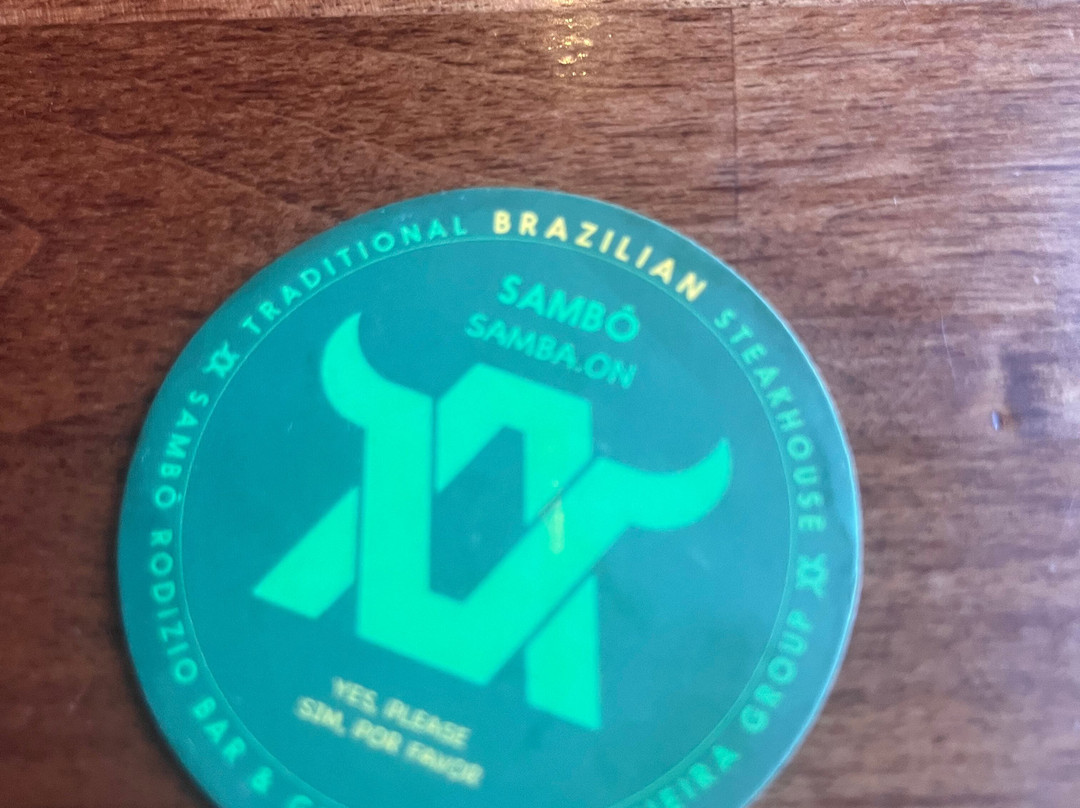 TRADITIONAL BRAZILIAN STEAKHOUSE
SAMBÔ
SAMBA.ON
YES, PLEASE
SIM, POR FAVOR
SAMBÔ RODIZIO BAR &
GROUP